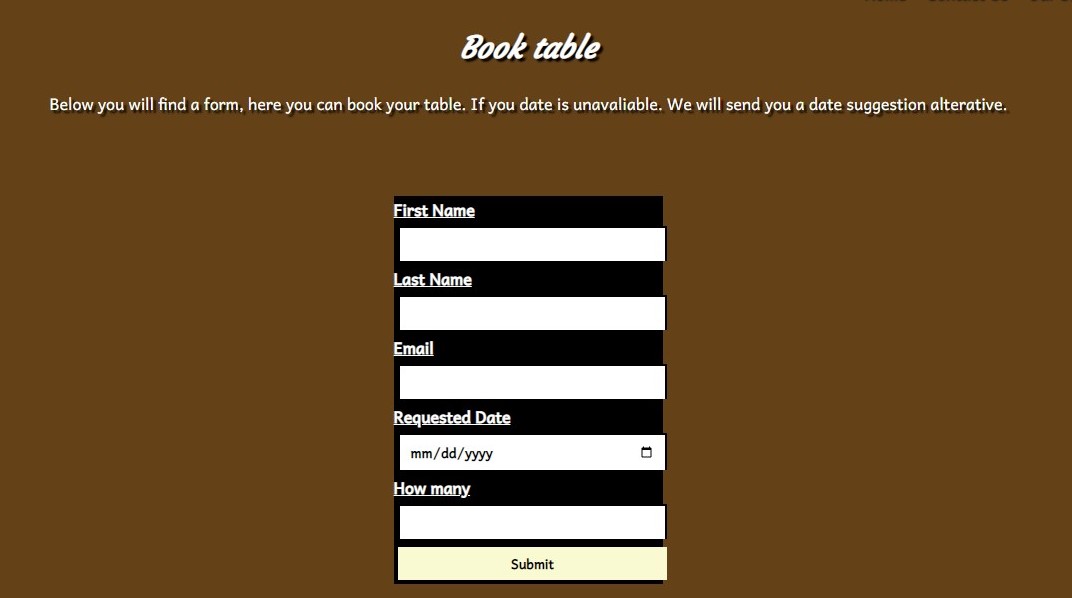 Book table
Below you will find a form, here you can book your table. If you date is unavaliable. We will send you a date suggestion alterative.
First Name
Last Name
Email
Requested Date
mm/dd/yyyy
How many
Submit